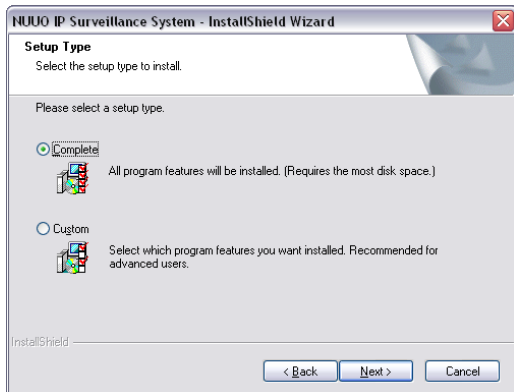 NUUO IP Surveillance System - InstallShield Wizard
Setup Type
Select the setup type to install.
Please select a setup type.
Complete
All program features will be installed. (Requires the most disk space.)
Custom
Select which program features you want installed. Recommended for
advanced users.
InstallShield
< Back
Next >
Cancel